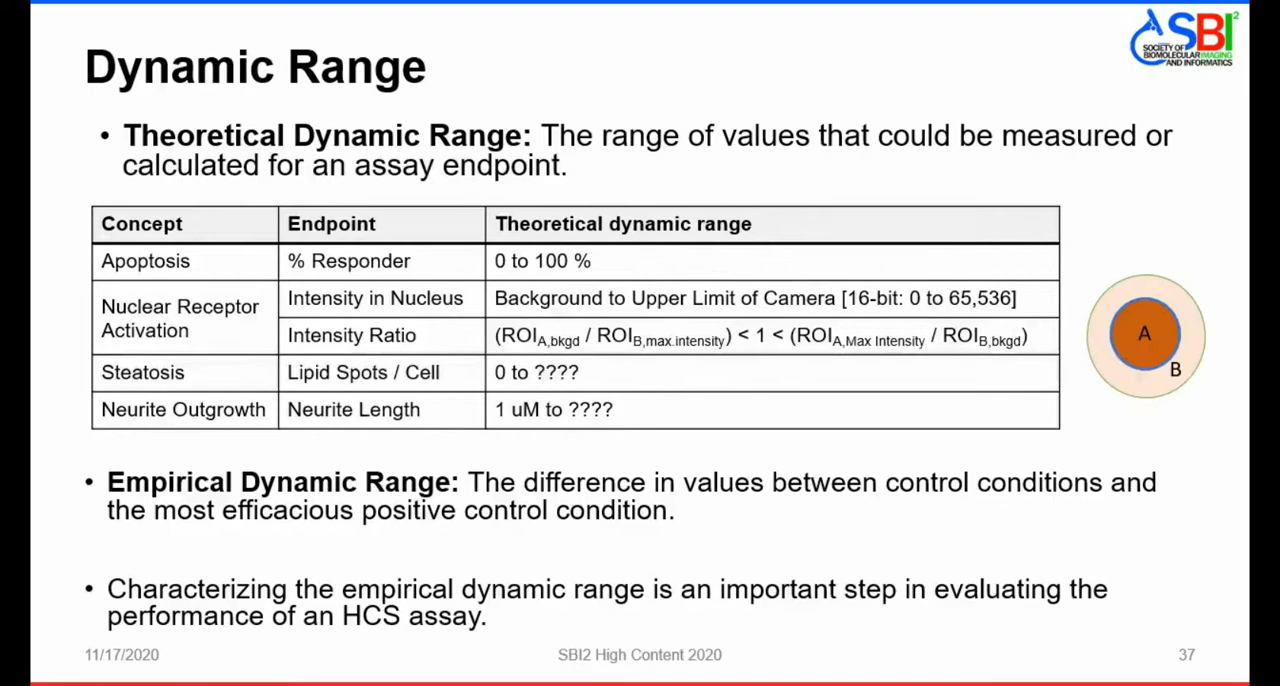 SBI²
SOCIETY OF
BIOMOLECULAR IMAGING
AND INFORMATICS
Dynamic Range
• Theoretical Dynamic Range: The range of values that could be measured or
calculated for an assay endpoint.
Concept Endpoint Theoretical dynamic range
Apoptosis % Responder 0 to 100 %
Nuclear Receptor
Activation
Intensity in Nucleus Background to Upper Limit of Camera [16-bit: 0 to 65,536]
Intensity Ratio (ROIA,bkgd / ROIB,max.intensity) < 1 < (ROIA,Max Intensity / ROIB,bkgd)
Steatosis Lipid Spots / Cell 0 to ????
Neurite Outgrowth Neurite Length 1 uM to ????
A
B
• Empirical Dynamic Range: The difference in values between control conditions and
the most efficacious positive control condition.
• Characterizing the empirical dynamic range is an important step in evaluating the
performance of an HCS assay.
11/17/2020 SBI2 High Content 2020 37